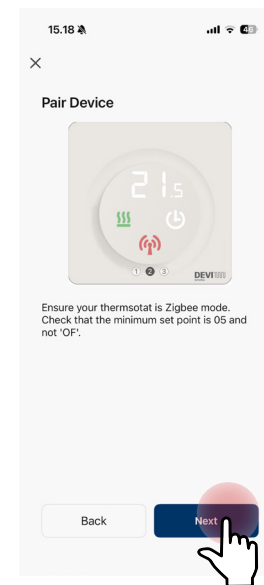 15.18
48
Pair Device
21.5
1 2 3
DEVI
Ensure your thermsotat is Zigbee mode.
Check that the minimum set point is 05 and
not 'OF'.
Back
Next